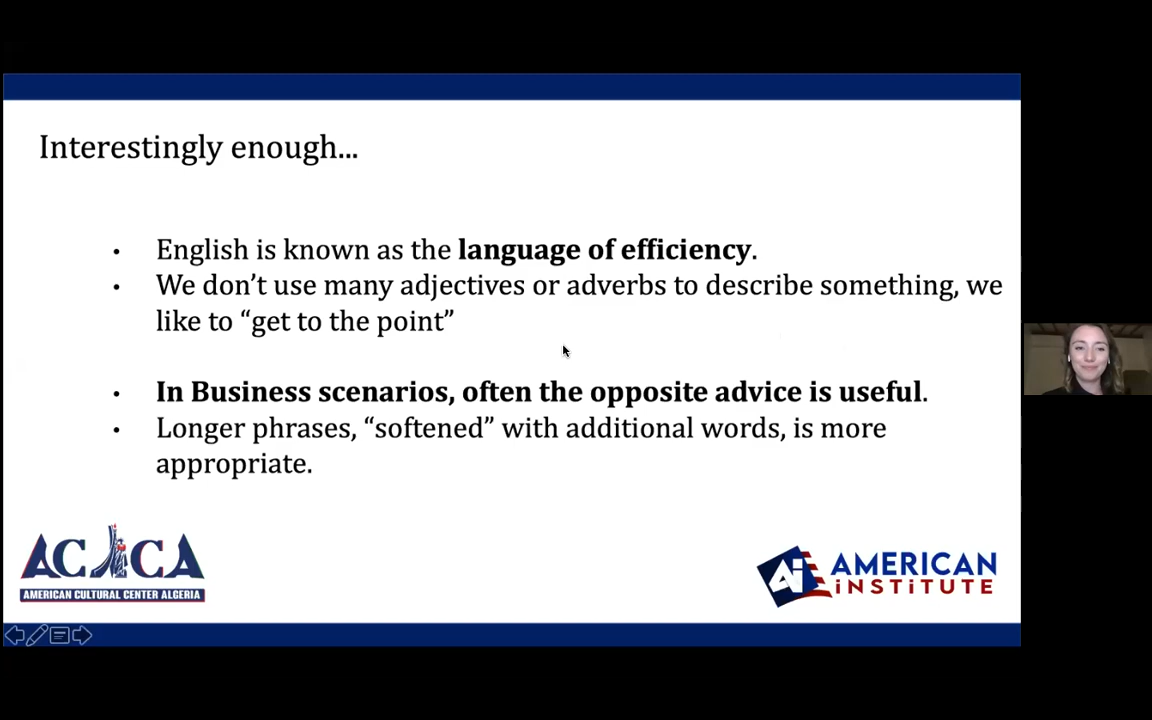 Interestingly enough...
• English is known as the language of efficiency.
• We don’t use many adjectives or adverbs to describe something, we
like to “get to the point”
• In Business scenarios, often the opposite advice is useful.
• Longer phrases, “softened” with additional words, is more
appropriate.
ACCA
AMERICAN CULTURAL CENTER ALGERIA
Ai AMERICAN
iNSTiTUTE